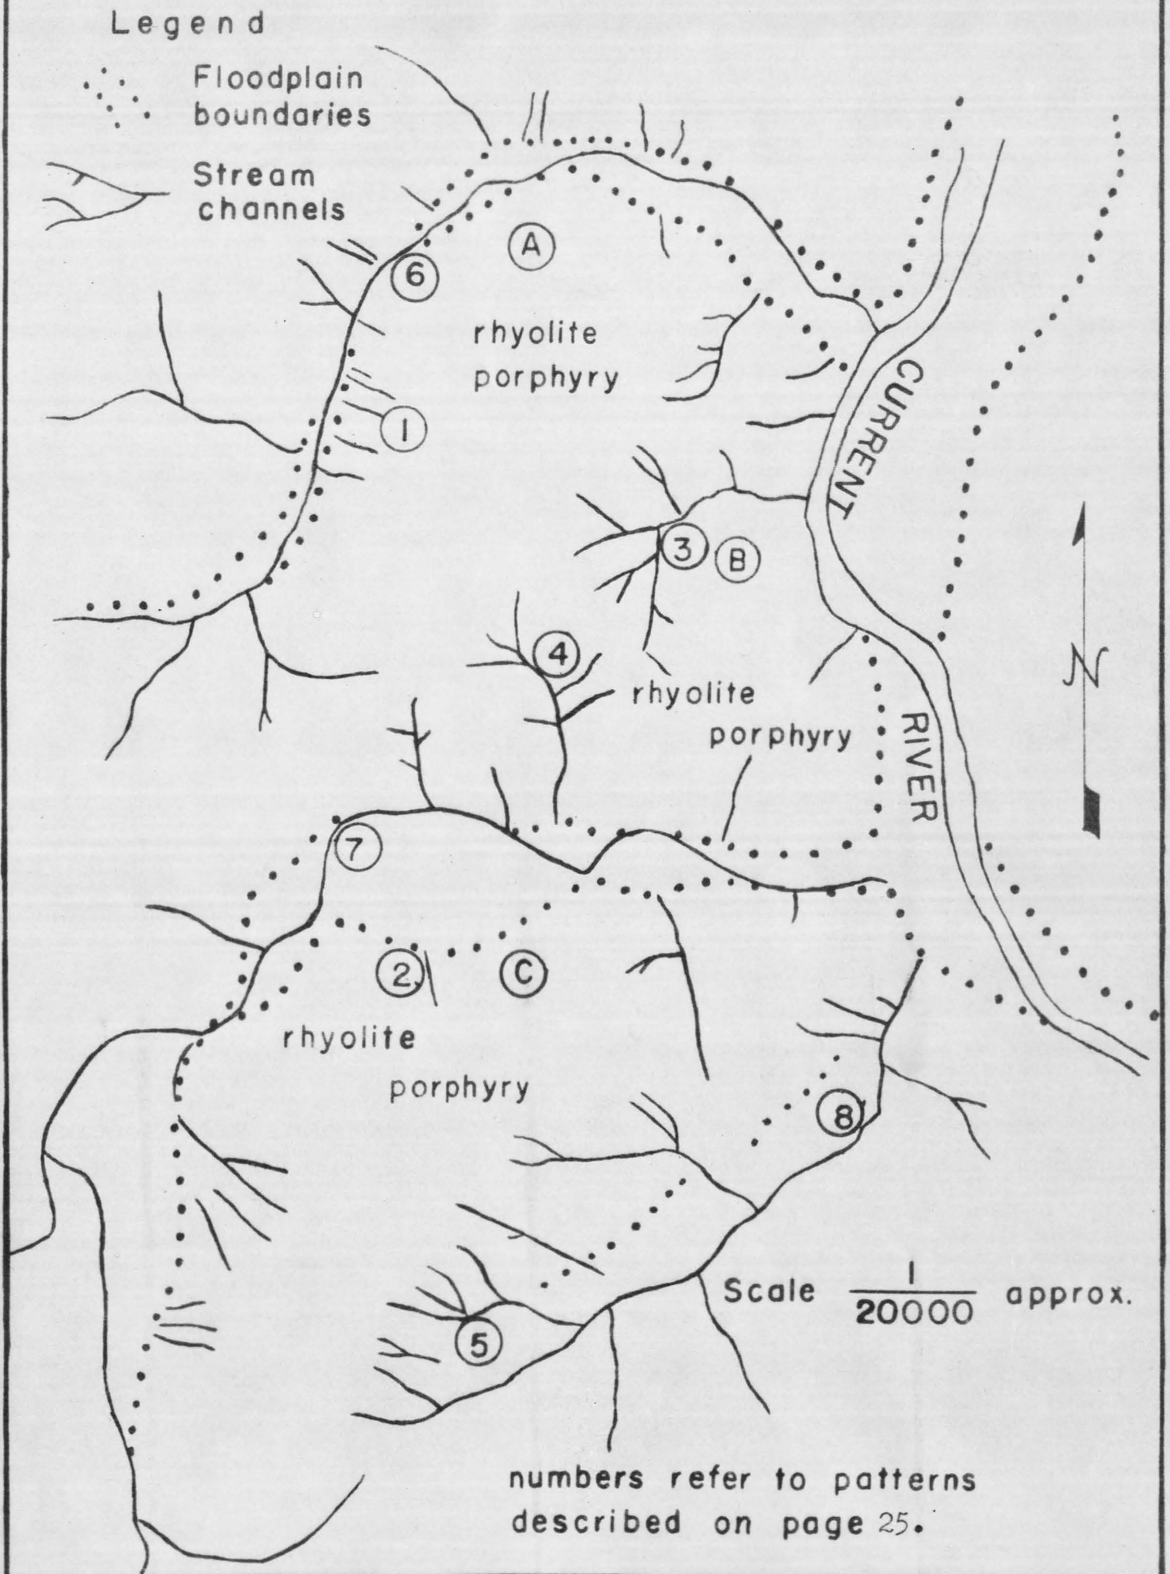 Legend
Floodplain
boundaries
Stream
channels
A
6
rhyolite
porphyry
1
CURRENT
3
B
4
N
rhyolite
porphyry
RIVER
7
2
C
rhyolite
porphyry
8
5
Scale 1/20000 approx.
numbers refer to patterns
described on page 25.